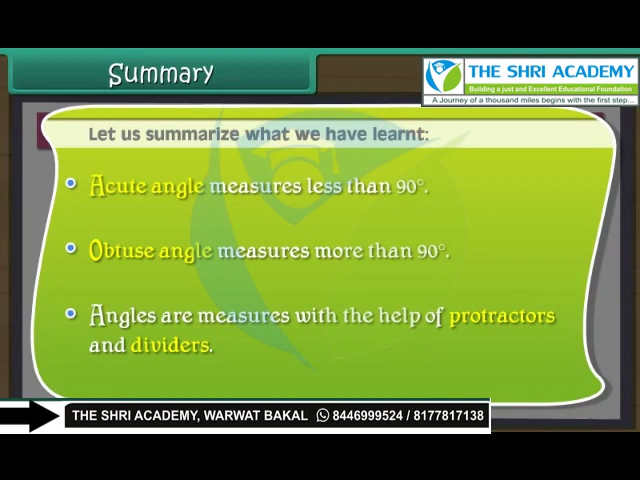 Summary
THE SHRI ACADEMY
Building a just and Excellent Educational Foundation
A Journey of a thousand miles begins with the first step...
Let us summarize what we have learnt:
Acute angle measures less than 90°.
Obtuse angle measures more than 90°.
Angles are measures with the help of protractors
and dividers.
THE SHRI ACADEMY, WARWAT BAKAL 8446999524 / 8177817138